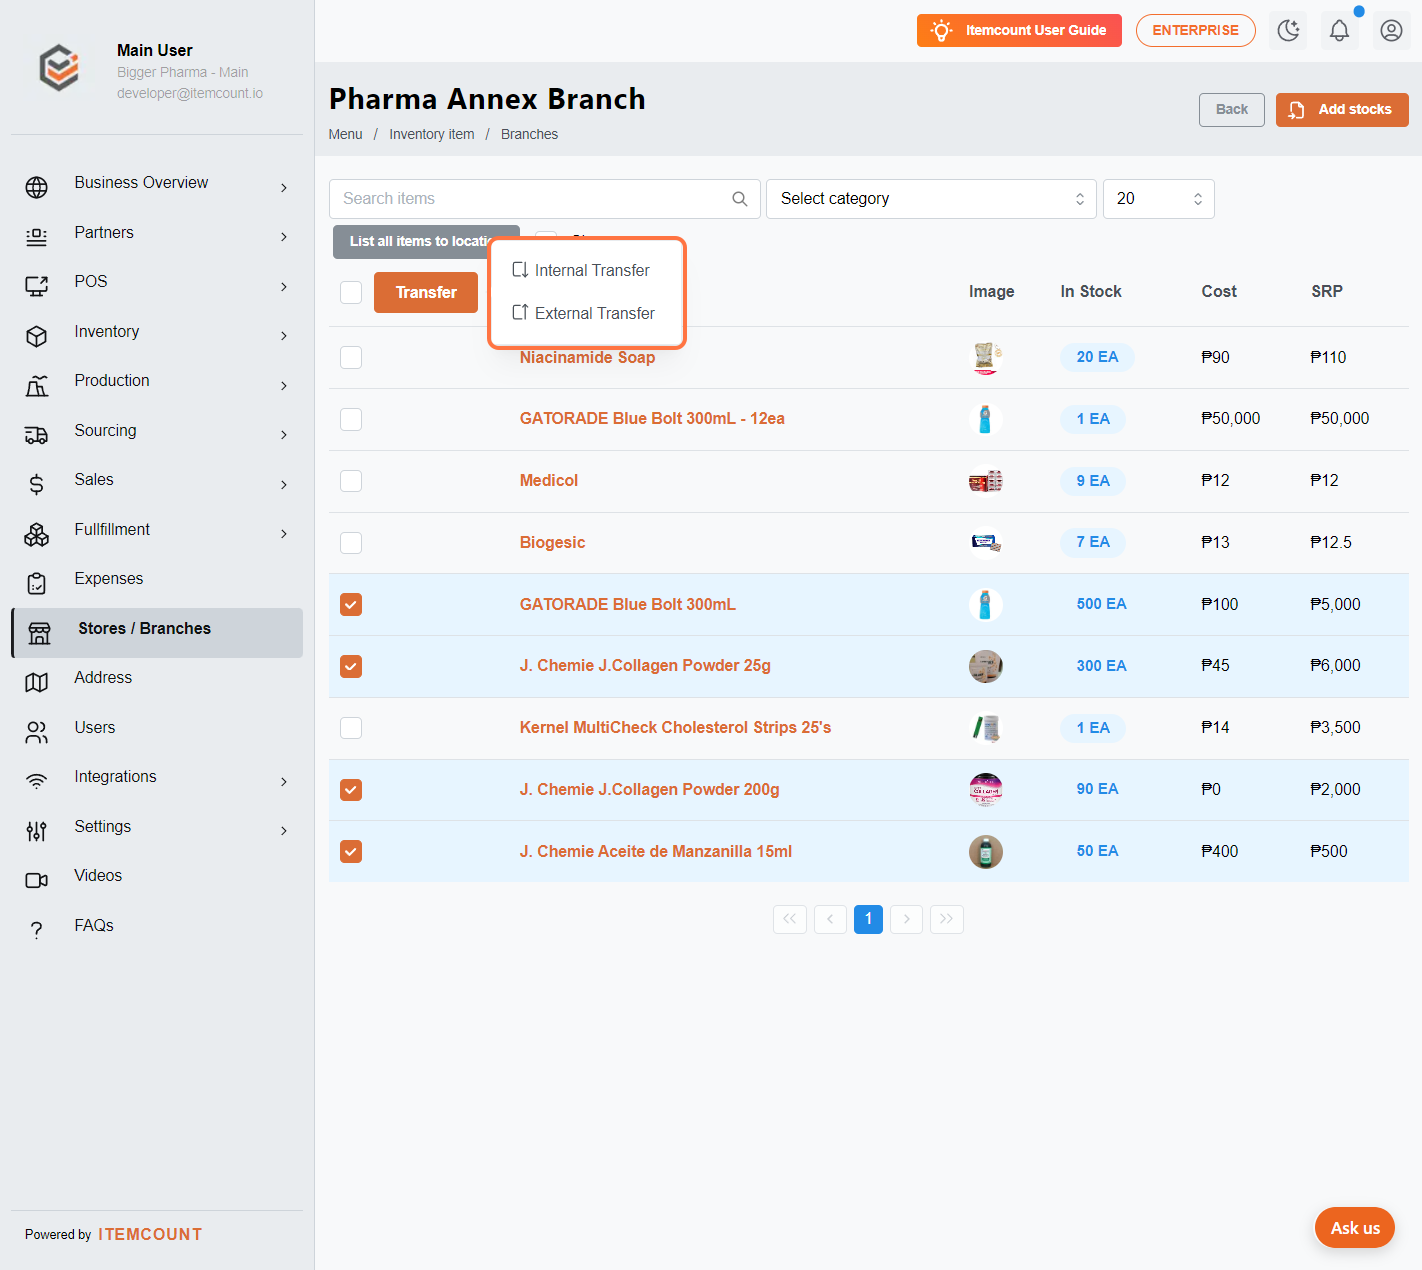 Main User
Bigger Pharma - Main
developer@itemcount.io
Itemcount User Guide
ENTERPRISE
Pharma Annex Branch
Menu / Inventory item / Branches
Back
Add stocks
Business Overview
Partners
POS
Inventory
Production
Sourcing
Sales
Fullfillment
Expenses
Stores / Branches
Address
Users
Integrations
Settings
Videos
FAQs
Powered by ITEMCOUNT
Search items
Select category
20
List all items to
Internal Transfer
External Transfer
Transfer
Image In Stock Cost SRP
Niacinamide Soap 20 EA ₱90 ₱110
GATORADE Blue Bolt 300mL - 12ea 1 EA ₱50,000 ₱50,000
Medicol 9 EA ₱12 ₱12
Biogesic 7 EA ₱13 ₱12.5
GATORADE Blue Bolt 300mL 500 EA ₱100 ₱5,000
J. Chemie J.Collagen Powder 25g 300 EA ₱45 ₱6,000
Kernel MultiCheck Cholesterol Strips 25's 1 EA ₱14 ₱3,500
J. Chemie J.Collagen Powder 200g 90 EA ₱0 ₱2,000
J. Chemie Aceite de Manzanilla 15ml 50 EA ₱400 ₱500
1
Ask us